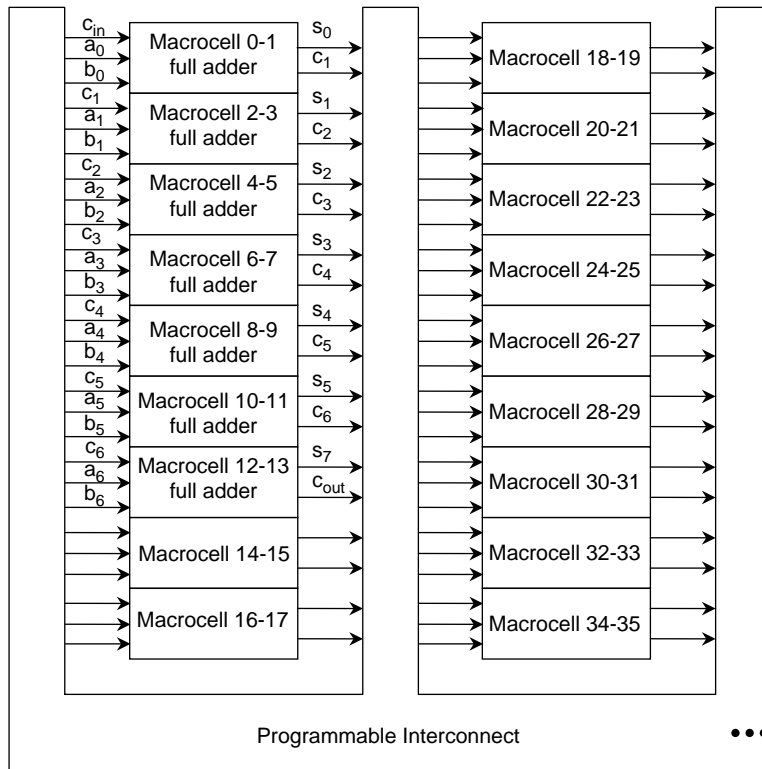 c_in
a_0
b_0
Macrocell 0-1
full adder
s_0
c_1
c_1
a_1
b_1
Macrocell 2-3
full adder
s_1
c_2
c_2
a_2
b_2
Macrocell 4-5
full adder
s_2
c_3
c_3
a_3
b_3
Macrocell 6-7
full adder
s_3
c_4
c_4
a_4
b_4
Macrocell 8-9
full adder
s_4
c_5
c_5
a_5
b_5
Macrocell 10-11
full adder
s_5
c_6
c_6
a_6
b_6
Macrocell 12-13
full adder
s_7
c_out
Macrocell 14-15
Macrocell 16-17
Macrocell 18-19
Macrocell 20-21
Macrocell 22-23
Macrocell 24-25
Macrocell 26-27
Macrocell 28-29
Macrocell 30-31
Macrocell 32-33
Macrocell 34-35
Programmable Interconnect
•••